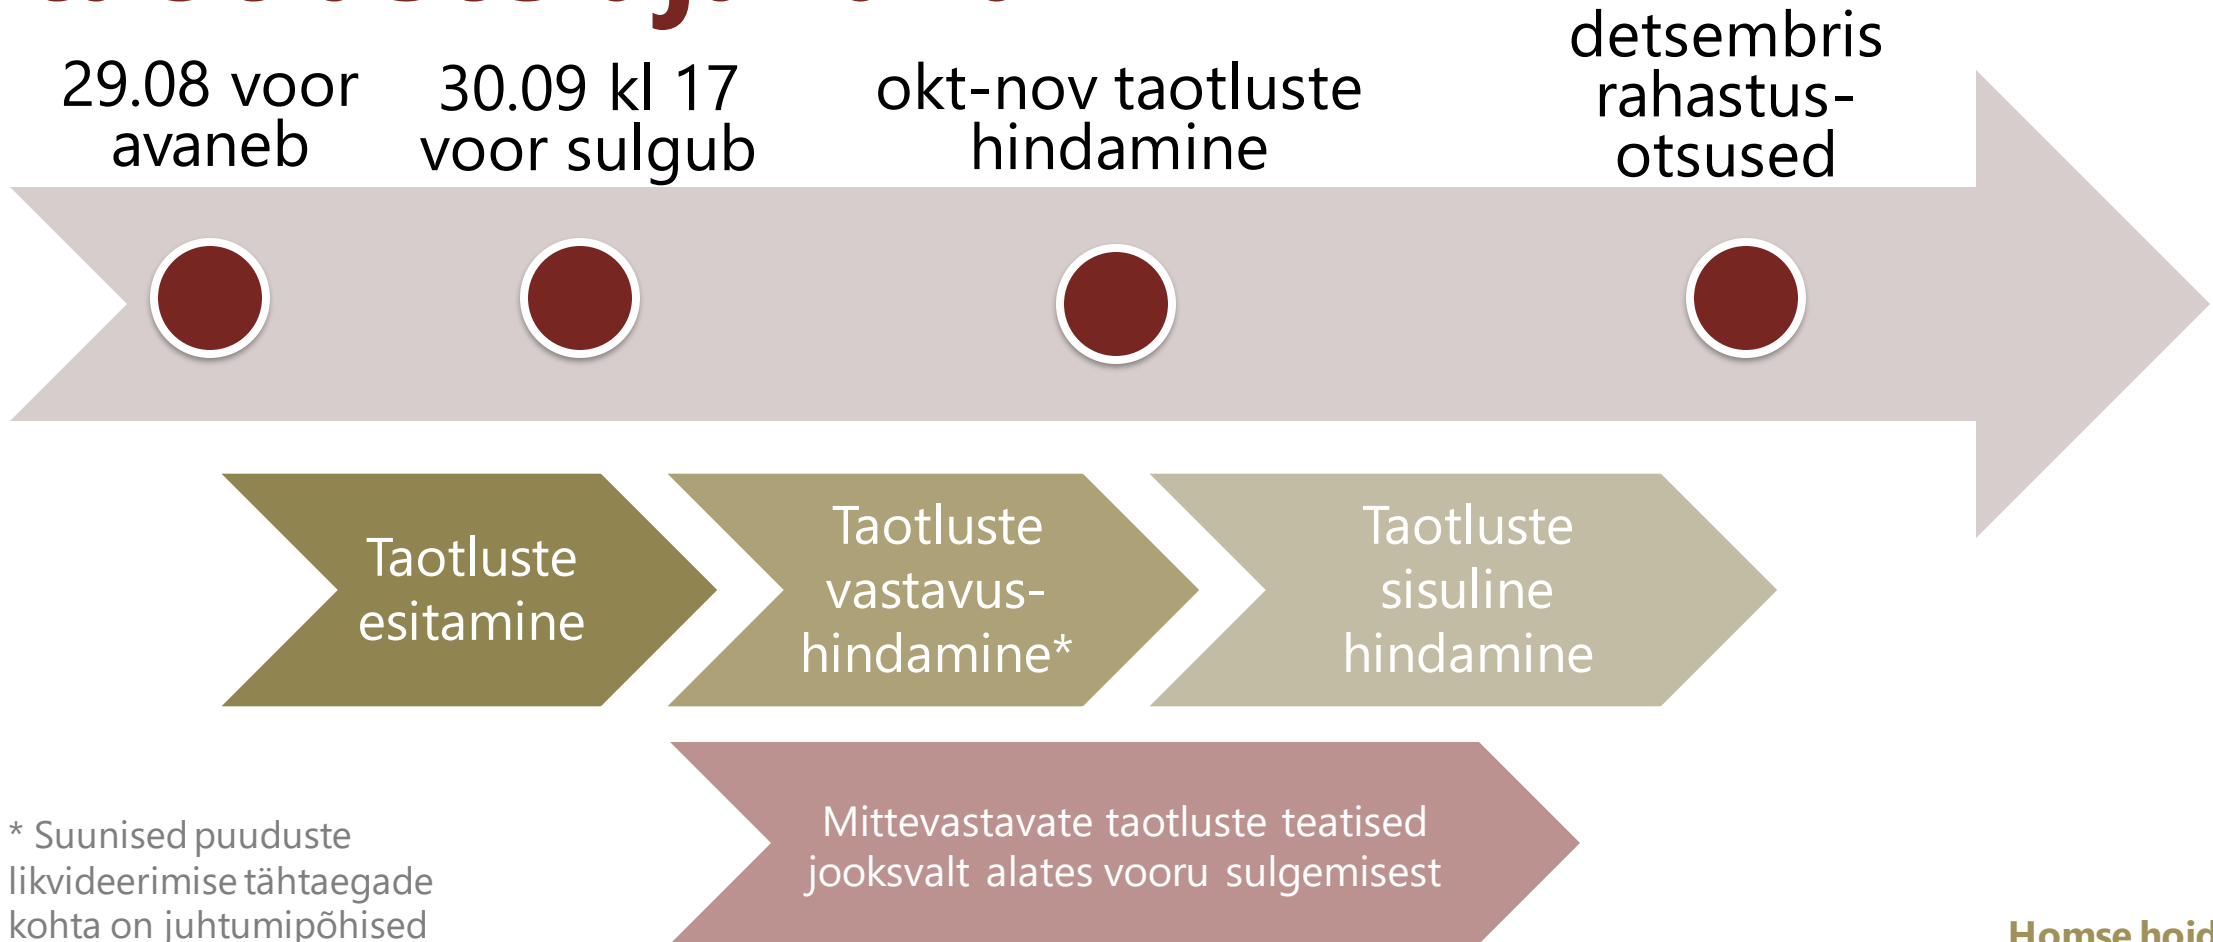 29.08 voor
avaneb
30.09 kl 17
voor sulgub
okt-nov taotluste
hindamine
detsembris
rahastus-
otsused
Taotluste
esitamine
Taotluste
vastavus-
hindamine*
Taotluste
sisuline
hindamine
Mittevastavate taotluste teatised
jooksvalt alates vooru sulgemisest
* Suunised puuduste
likvideerimise tähtaegade
kohta on juhtumipõhised
Homse hoid